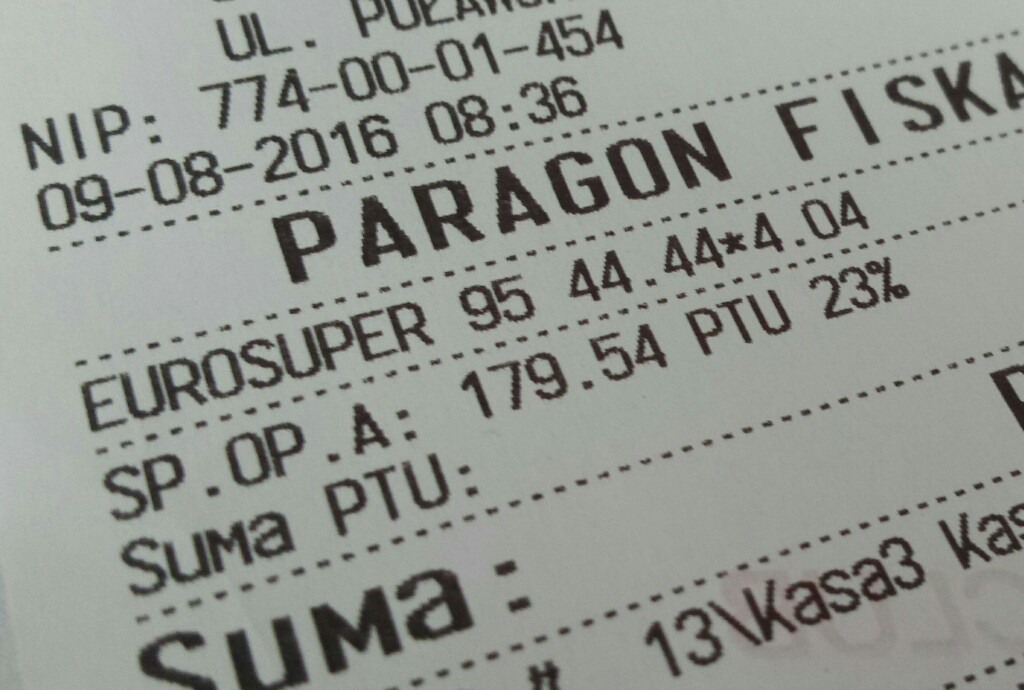 UL.
NIP: 774-00-01-454
09-08-2016 08:36
PARAGON FISKA
EUROSUPER 95 44.44*4.04
SP.OP.A: 179.54 PTU 23%
Suma PTU:
Suma:
# 13\Kasa3 Kas